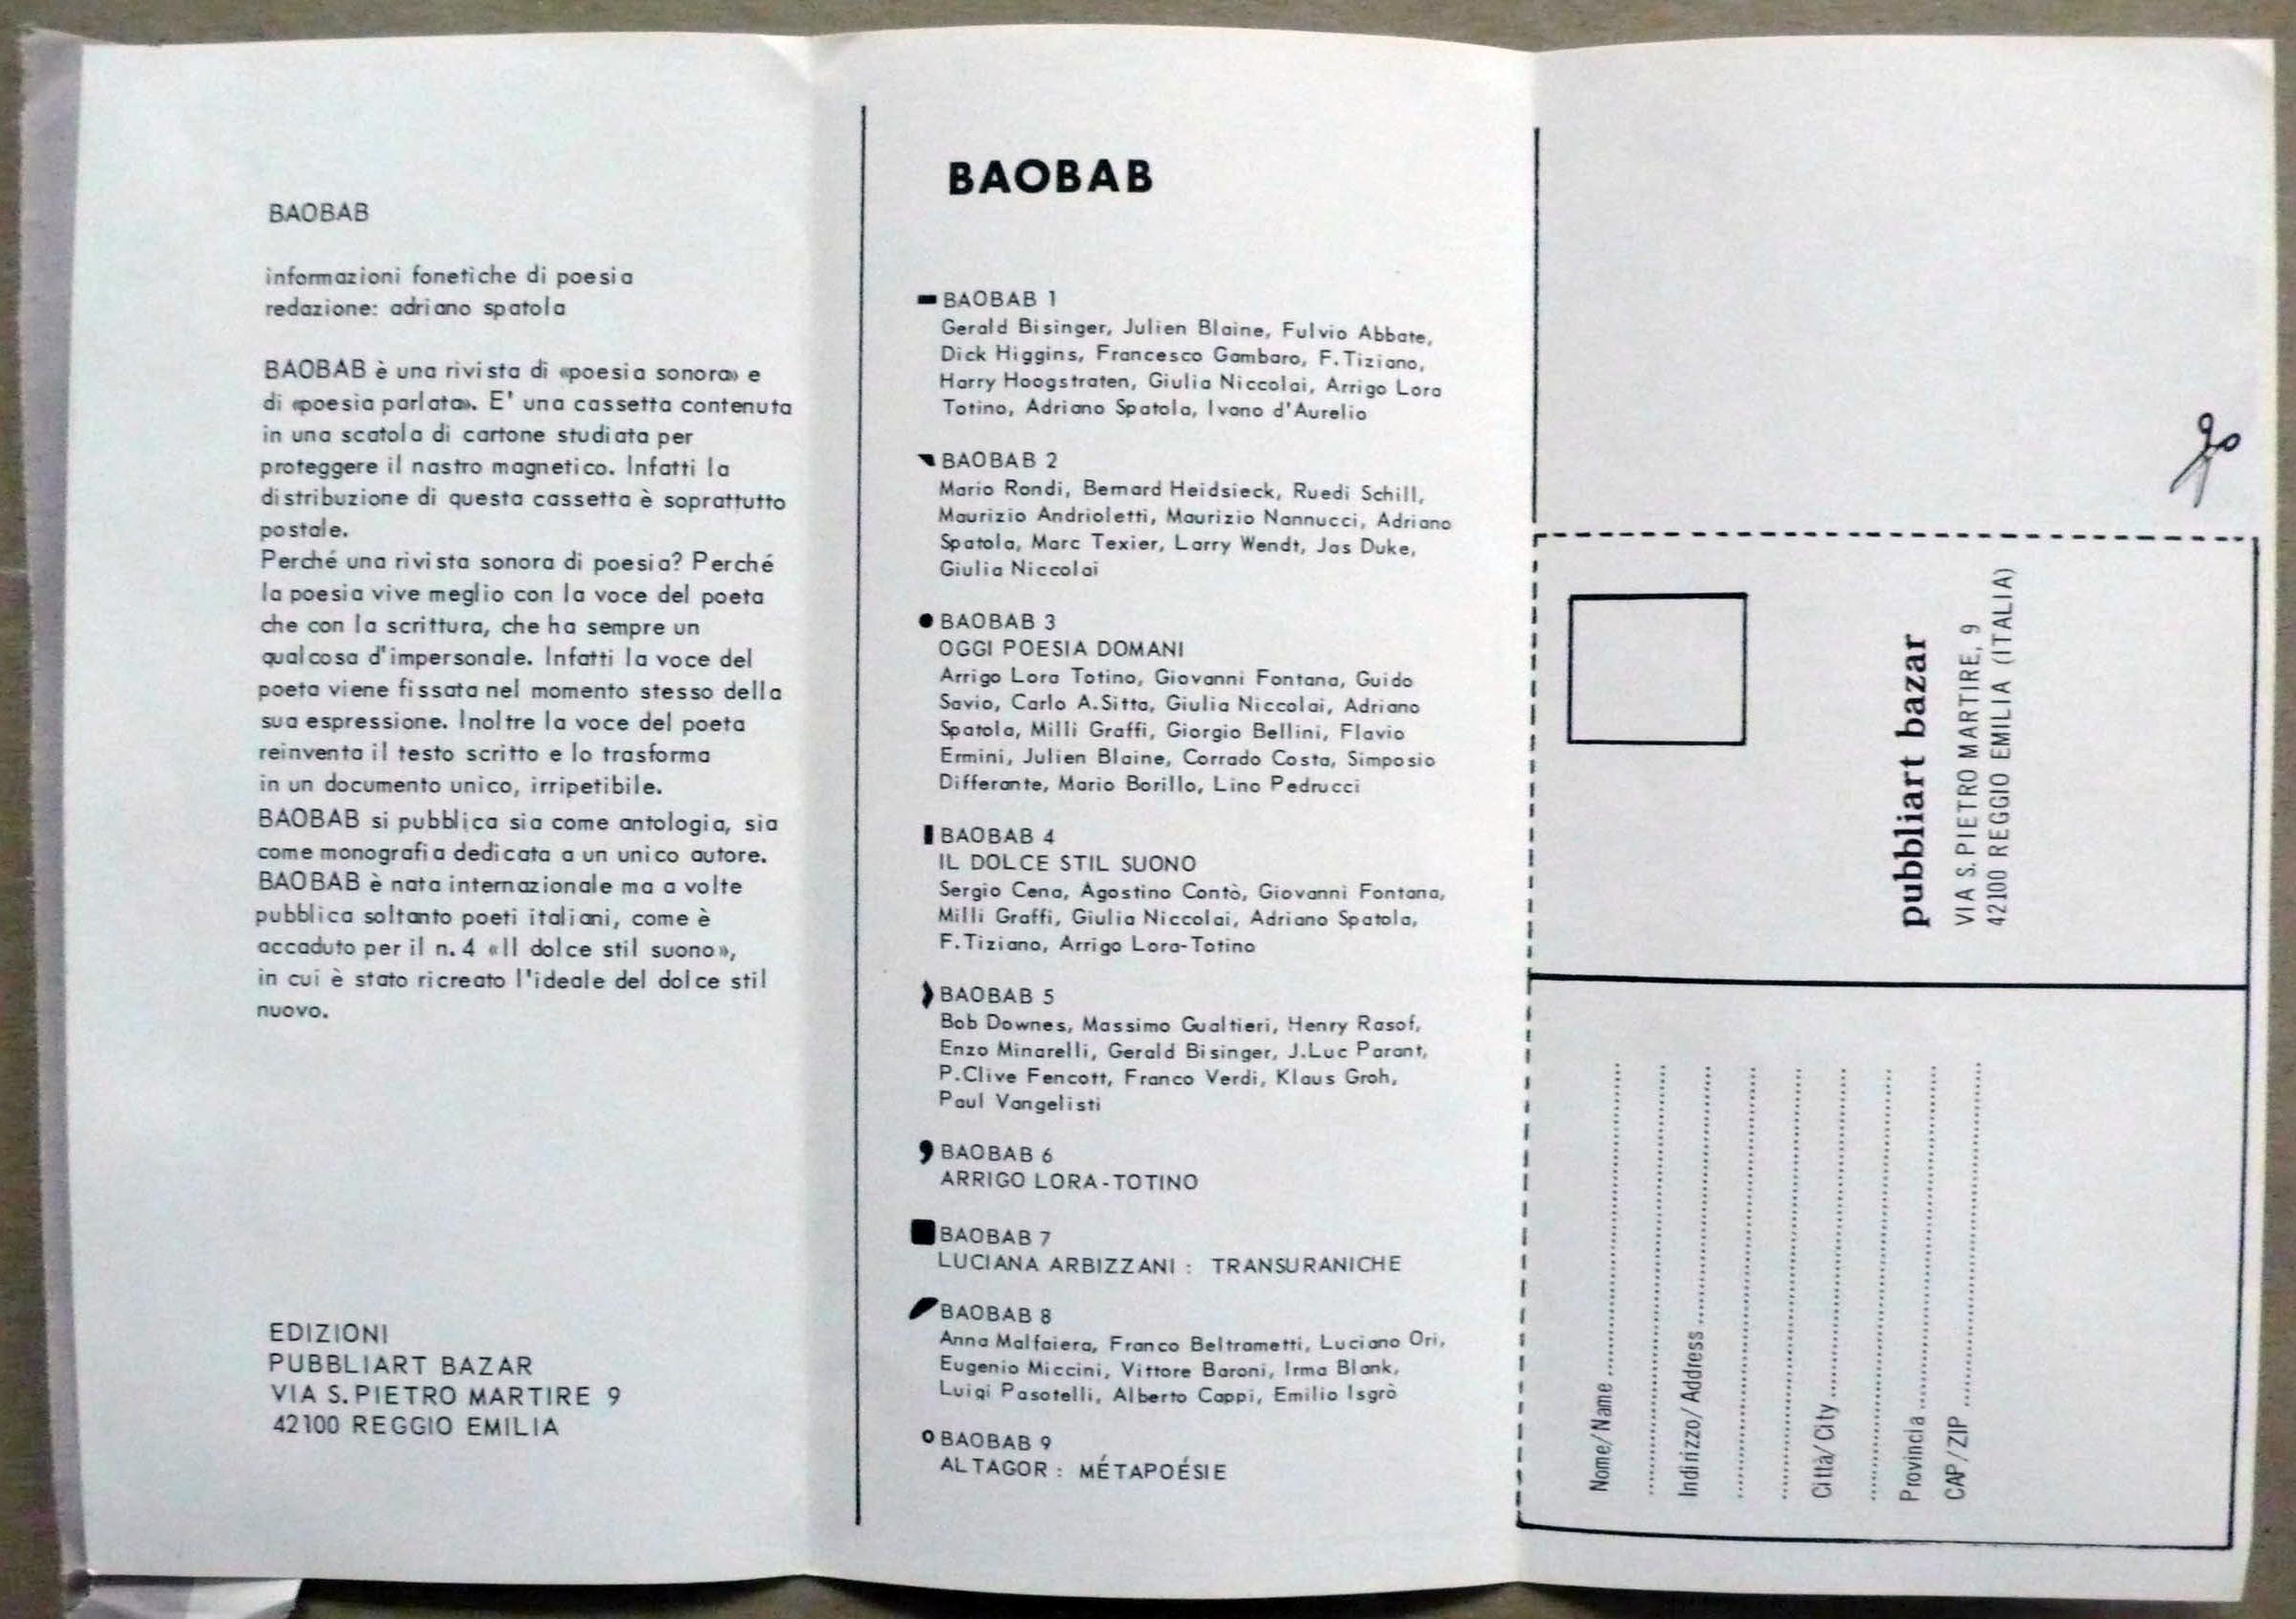 BAOBAB
informazioni fonetiche di poesia
redazione: adriano spatola
BAOBAB è una rivista di «poesia sonora» e
di «poesia parlata». E' una cassetta contenuta
in una scatola di cartone studiata per
proteggere il nastro magnetico. Infatti la
distribuzione di questa cassetta è soprattutto
postale.
Perché una rivista sonora di poesia? Perché
la poesia vive meglio con la voce del poeta
che con la scrittura, che ha sempre un
qualcosa d'impersonale. Infatti la voce del
poeta viene fissata nel momento stesso della
sua espressione. Inoltre la voce del poeta
reinventa il testo scritto e lo trasforma
in un documento unico, irripetibile.
BAOBAB si pubblica sia come antologia, sia
come monografia dedicata a un unico autore.
BAOBAB è nata internazionale ma a volte
pubblica soltanto poeti italiani, come è
accaduto per il n. 4 «Il dolce stil suono»,
in cui è stato ricreato l'ideale del dolce stil
nuovo.
EDIZIONI
PUBBLIART BAZAR
VIA S. PIETRO MARTIRE 9
42100 REGGIO EMILIA
BAOBAB
BAOBAB 1
Gerald Bisinger, Julien Blaine, Fulvio Abbate,
Dick Higgins, Francesco Gambaro, F.Tiziano,
Harry Hoogstraten, Giulia Niccolai, Arrigo Lora
Totino, Adriano Spatola, Ivano d'Aurelio
BAOBAB 2
Mario Rondi, Bernard Heidsieck, Ruedi Schill,
Maurizio Andrioletti, Maurizio Nannucci, Adriano
Spatola, Marc Texier, Larry Wendt, Jas Duke,
Giulia Niccolai
BAOBAB 3
OGGI POESIA DOMANI
Arrigo Lora Totino, Giovanni Fontana, Guido
Savio, Carlo A.Sitta, Giulia Niccolai, Adriano
Spatola, Milli Graffi, Giorgio Bellini, Flavio
Ermini, Julien Blaine, Corrado Costa, Simposio
Differante, Mario Borillo, Lino Pedrucci
BAOBAB 4
IL DOLCE STIL SUONO
Sergio Cena, Agostino Contò, Giovanni Fontana,
Milli Graffi, Giulia Niccolai, Adriano Spatola,
F.Tiziano, Arrigo Lora-Totino
BAOBAB 5
Bob Downes, Massimo Gualtieri, Henry Rasof,
Enzo Minarelli, Gerald Bisinger, J.Luc Parant,
P.Clive Fencott, Franco Verdi, Klaus Groh,
Paul Vangelisti
BAOBAB 6
ARRIGO LORA-TOTINO
BAOBAB 7
LUCIANA ARBIZZANI : TRANSURANICHE
BAOBAB 8
Anna Malfaiera, Franco Beltrametti, Luciano Ori,
Eugenio Miccini, Vittore Baroni, Irma Blank,
Luigi Pasotelli, Alberto Cappi, Emilio Isgrò
BAOBAB 9
ALTAGOR : MÉTAPOÉSIE
pubbliart bazar
VIA S. PIETRO MARTIRE, 9
42100 REGGIO EMILIA (ITALIA)
Nome/Name
Indirizzo/Address
Città/City
Provincia
CAP/ZIP